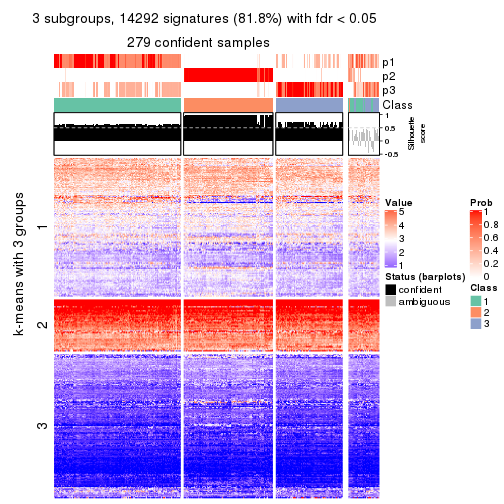 3 subgroups, 14292 signatures (81.8%) with fdr < 0.05
279 confident samples
p1
p2
p3
Class
1
0.5
0
-0.5
Silhouette
score
k-means with 3 groups
1
2
3
Value
5
4
3
2
1
Status (barplots)
confident
ambiguous
Prob
1
0.8
0.6
0.4
0.2
0
Class
1
2
3